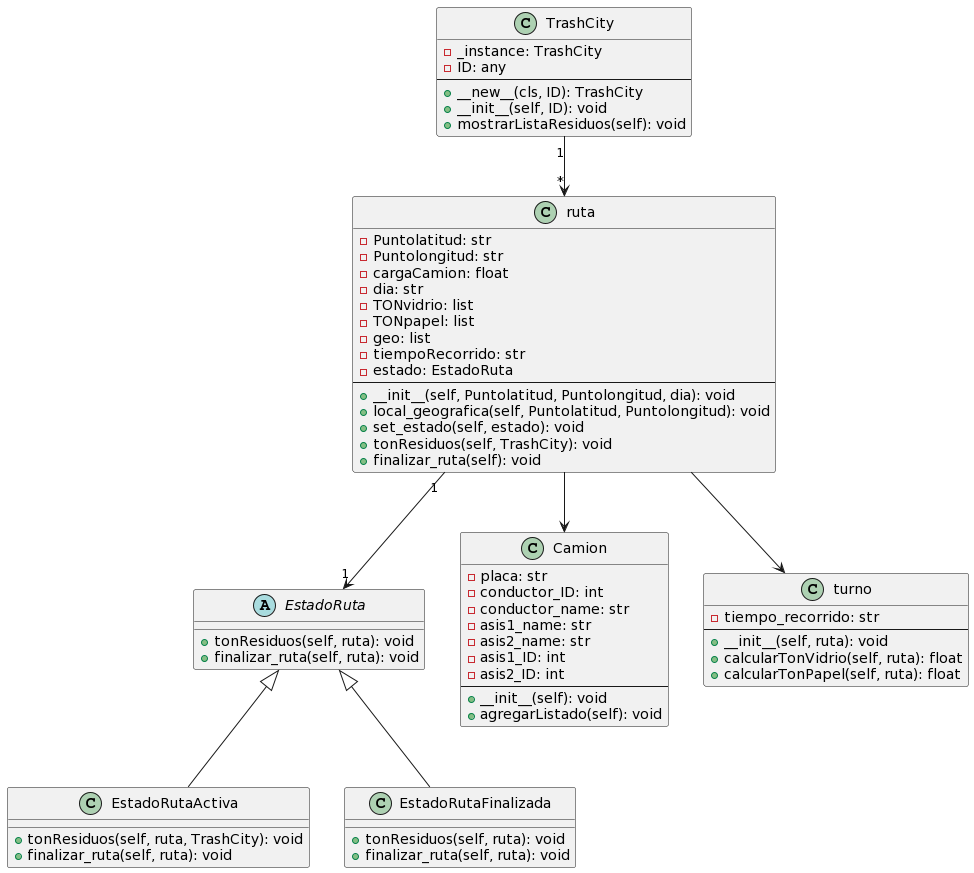 C TrashCity
_instance: TrashCity
ID: any
__new__(cls, ID): TrashCity
__init__(self, ID): void
mostrarListaResiduos(self): void
1
*
C ruta
Puntolatitud: str
Puntolongitud: str
cargaCamion: float
dia: str
TONvidrio: list
TONpapel: list
geo: list
tiempoRecorrido: str
estado: EstadoRuta
__init__(self, Puntolatitud, Puntolongitud, dia): void
local_geografica(self, Puntolatitud, Puntolongitud): void
set_estado(self, estado): void
tonResiduos(self, TrashCity): void
finalizar_ruta(self): void
1
1
A EstadoRuta
tonResiduos(self, ruta): void
finalizar_ruta(self, ruta): void
C Camion
placa: str
conductor_ID: int
conductor_name: str
asis1_name: str
asis2_name: str
asis1_ID: int
asis2_ID: int
__init__(self): void
agregarListado(self): void
C turno
tiempo_recorrido: str
__init__(self, ruta): void
calcularTonVidrio(self, ruta): float
calcularTonPapel(self, ruta): float
C EstadoRutaActiva
tonResiduos(self, ruta, TrashCity): void
finalizar_ruta(self, ruta): void
C EstadoRutaFinalizada
tonResiduos(self, ruta): void
finalizar_ruta(self, ruta): void